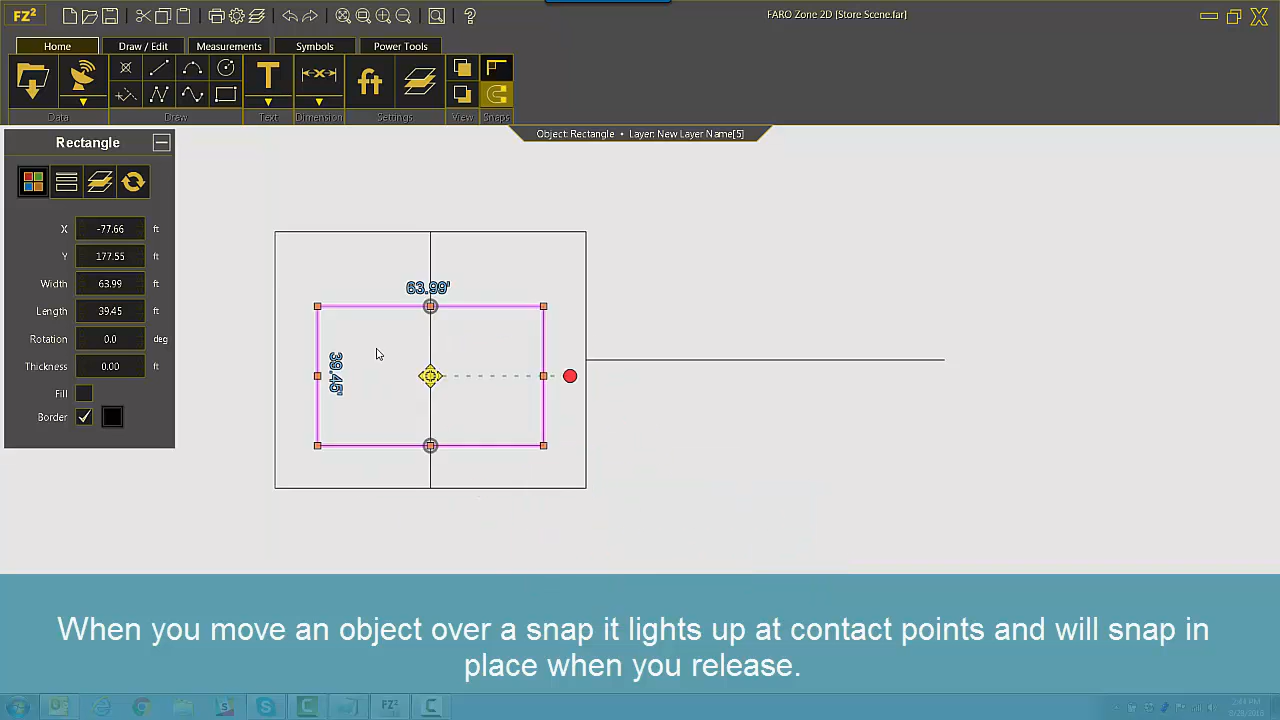 FZ²
FARO Zone 2D [Store Scene.far]
Home
Draw / Edit
Measurements
Symbols
Power Tools
T
ft
Data
Draw
Text
Dimension
Settings
View
Snaps
Object: Rectangle • Layer: New Layer Name[5]
Rectangle
X -77.66 ft
Y 177.55 ft
Width 63.99 ft
Length 39.45 ft
Rotation 0.0 deg
Thickness 0.00 ft
Fill
Border
63.99'
39.45'
When you move an object over a snap it lights up at contact points and will snap in
place when you release.
FZ²